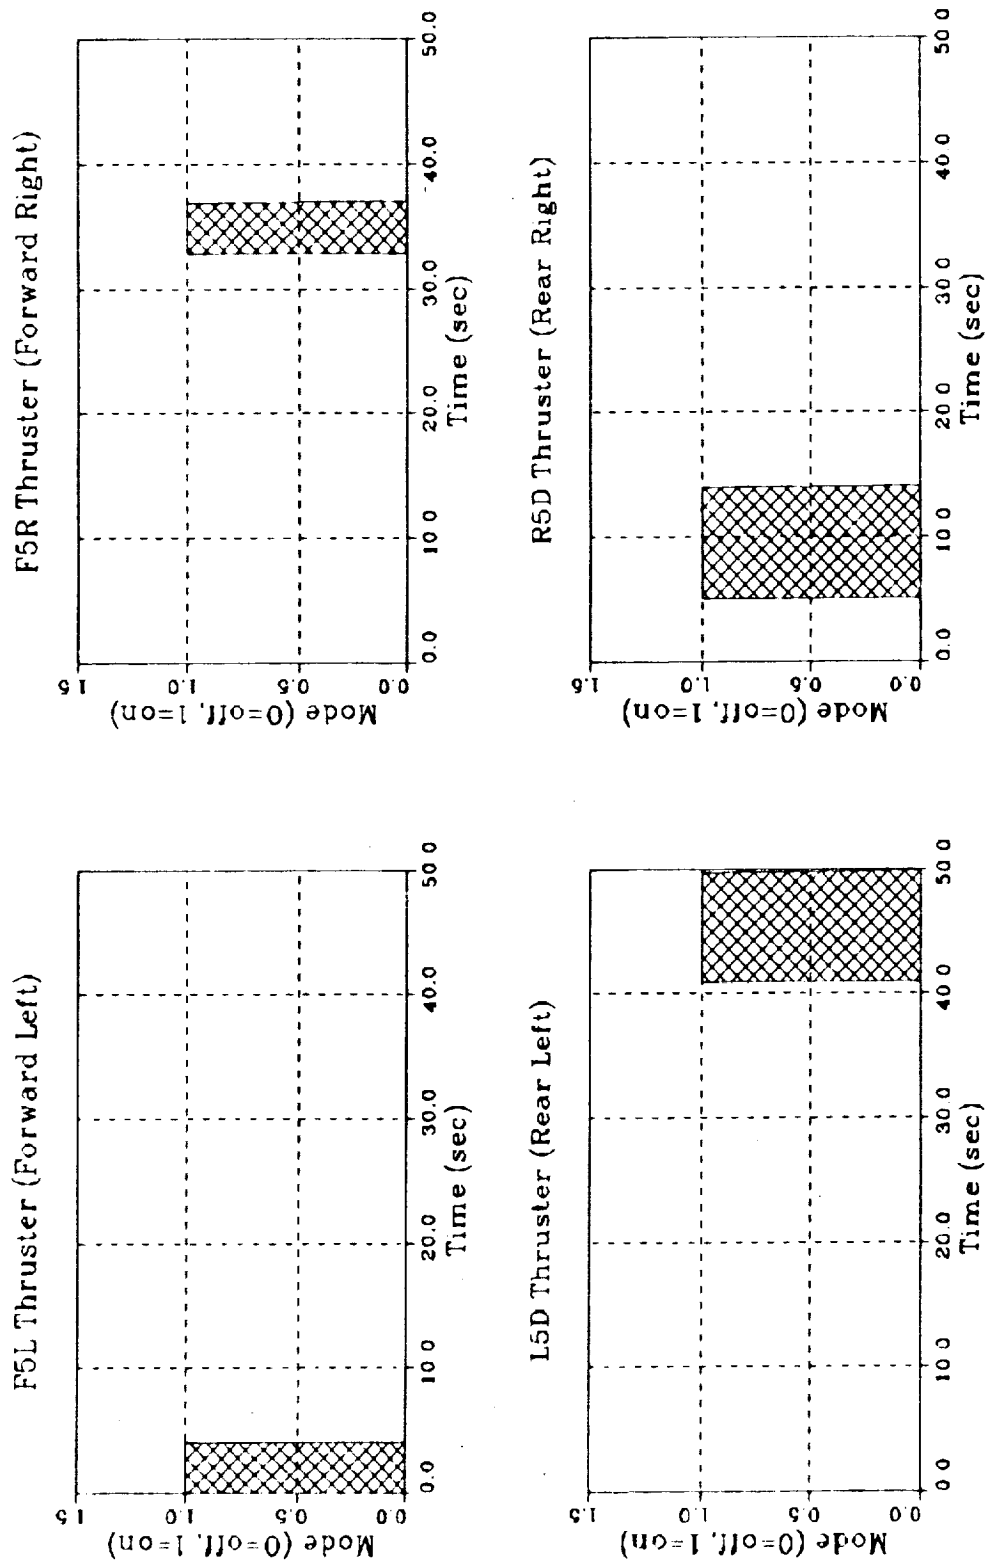 F5L Thruster (Forward Left)
Mode (0=off, 1=on)
1.5
1.0
0.5
0.0
0.0 10.0 20.0 30.0 40.0 50.0
Time (sec)
F5R Thruster (Forward Right)
Mode (0=off, 1=on)
1.5
1.0
0.5
0.0
0.0 10.0 20.0 30.0 40.0 50.0
Time (sec)
L5D Thruster (Rear Left)
Mode (0=off, 1=on)
1.5
1.0
0.5
0.0
0.0 10.0 20.0 30.0 40.0 50.0
Time (sec)
R5D Thruster (Rear Right)
Mode (0=off, 1=on)
1.5
1.0
0.5
0.0
0.0 10.0 20.0 30.0 40.0 50.0
Time (sec)